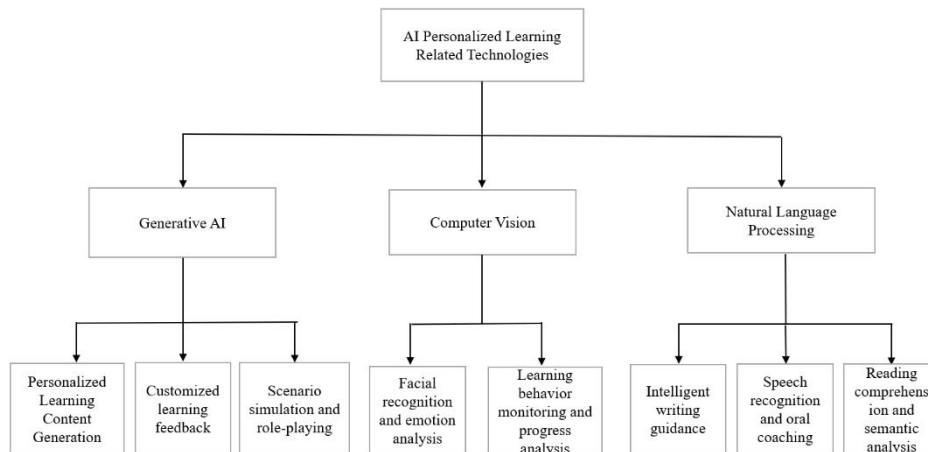 AI Personalized Learning
Related Technologies
Generative AI
Computer Vision
Natural Language
Processing
Personalized
Learning
Content
Generation
Customized
learning
feedback
Scenario
simulation and
role-playing
Facial
recognition
and emotion
analysis
Learning
behavior
monitoring and
progress
analysis
Intelligent
writing
guidance
Speech
recognition
and oral
coaching
Reading
comprehens
ion and
semantic
analysis